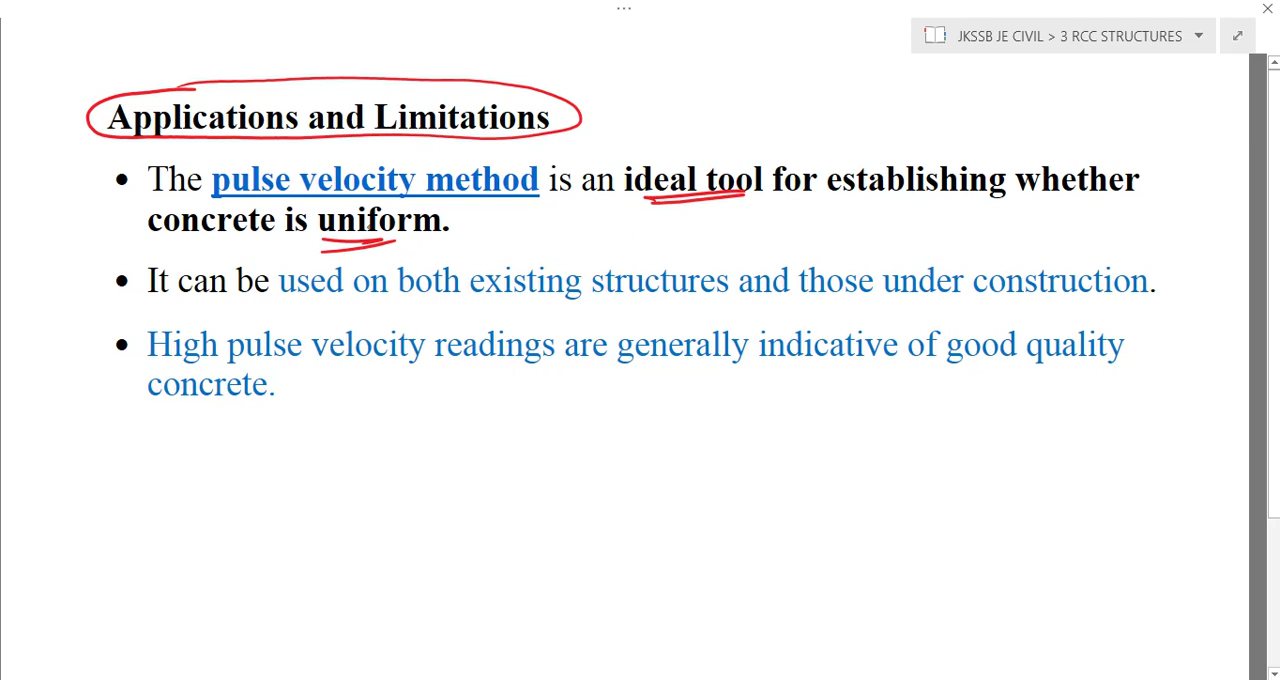 ...
JKSSB JE CIVIL > 3 RCC STRUCTURES
Applications and Limitations
• The pulse velocity method is an ideal tool for establishing whether
concrete is uniform.
• It can be used on both existing structures and those under construction.
• High pulse velocity readings are generally indicative of good quality
concrete.